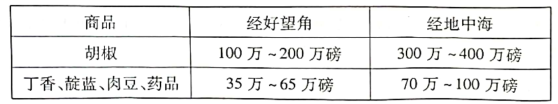 商品 经好望角 经地中海
胡椒 100万~200万磅 300万~400万磅
丁香、靛蓝、肉豆、药品 35万~65万磅 70万~100万磅